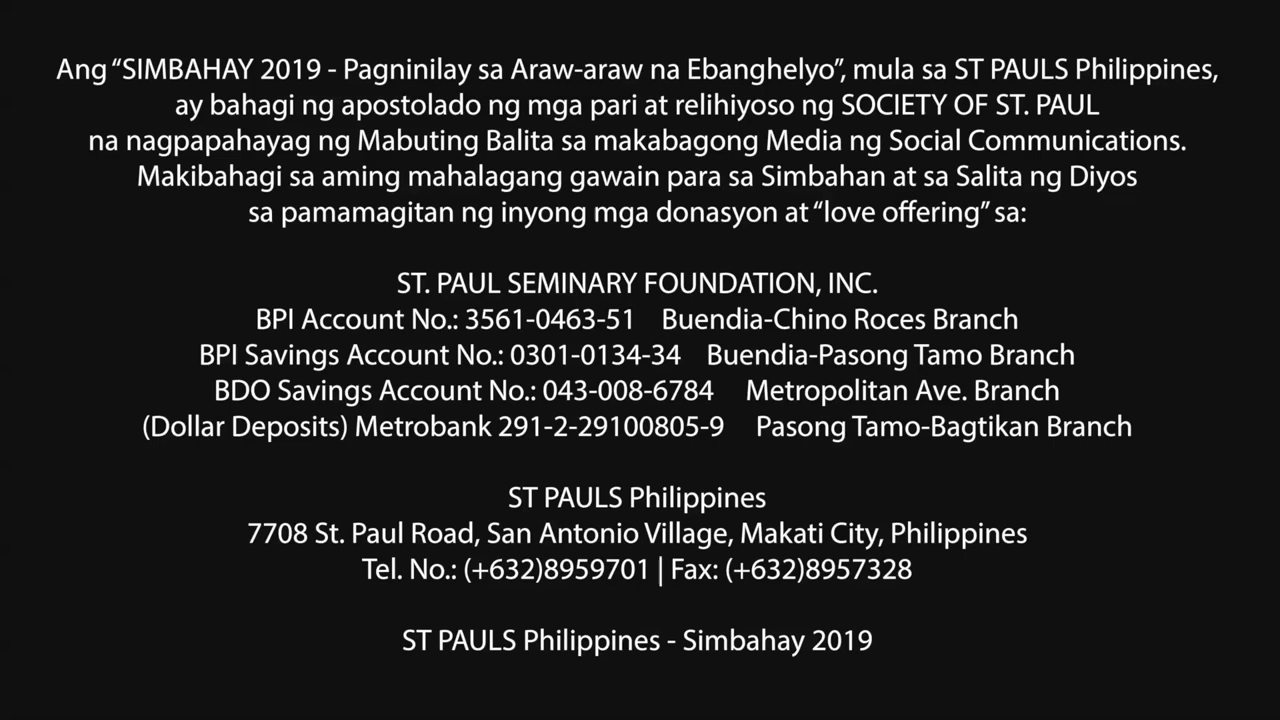 Ang “SIMBAHAY 2019 - Pagninilay sa Araw-araw na Ebanghelyo”, mula sa ST PAULS Philippines,
ay bahagi ng apostolado ng mga pari at relihiyoso ng SOCIETY OF ST. PAUL
na nagpapahayag ng Mabuting Balita sa makabagong Media ng Social Communications.
Makibahagi sa aming mahalagang gawain para sa Simbahan at sa Salita ng Diyos
sa pamamagitan ng inyong mga donasyon at “love offering” sa:
ST. PAUL SEMINARY FOUNDATION, INC.
BPI Account No.: 3561-0463-51 Buendia-Chino Roces Branch
BPI Savings Account No.: 0301-0134-34 Buendia-Pasong Tamo Branch
BDO Savings Account No.: 043-008-6784 Metropolitan Ave. Branch
(Dollar Deposits) Metrobank 291-2-29100805-9 Pasong Tamo-Bagtikan Branch
ST PAULS Philippines
7708 St. Paul Road, San Antonio Village, Makati City, Philippines
Tel. No.: (+632)8959701 | Fax: (+632)8957328
ST PAULS Philippines - Simbahay 2019